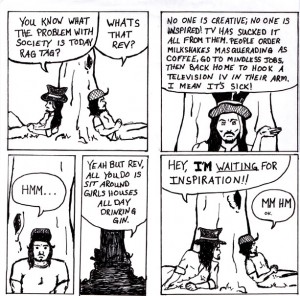 YOU KNOW WHAT
THE PROBLEM WITH
SOCIETY IS TODAY
RAG TAG?
WHATS
THAT
REV?
NO ONE IS CREATIVE; NO ONE IS
INSPIRED! TV HAS SUCKED IT
ALL FROM THEM. PEOPLE ORDER
MILKSHAKES MASQUERADING AS
COFFEE, GO TO MINDLESS JOBS,
THEN BACK HOME TO HOOK A
TELEVISION IV IN THEIR ARM.
I MEAN IT'S SICK!
HMM...
YEAH BUT REV,
ALL YOU DO IS
SIT AROUND
GIRLS HOUSES
ALL DAY
DRINKING
GIN.
HEY, I'M WAITING FOR
INSPIRATION!!
MM HM
OK.